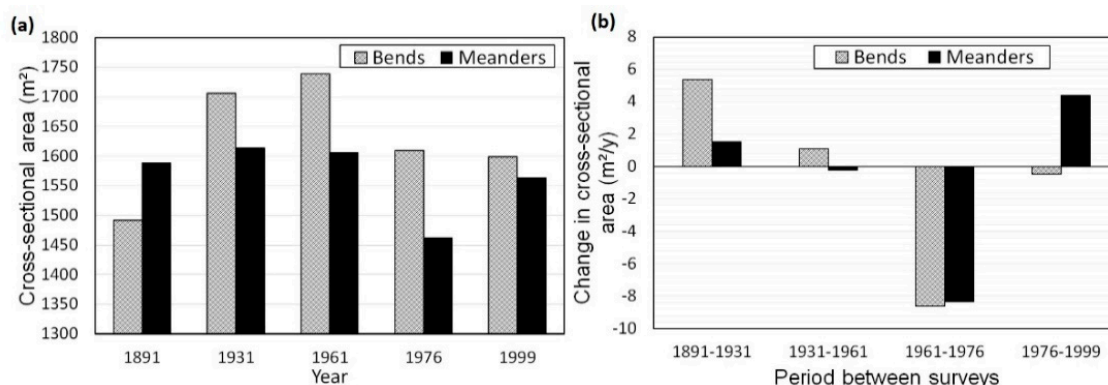 (a)
1800
1750
1700
1650
1600
1550
1500
1450
1400
1350
1300
Cross-sectional area (m²)
Bends Meanders
1891 1931 1961 1976 1999
Year
(b)
8
6
4
2
0
-2
-4
-6
-8
-10
Change in cross-sectional
area (m²/y)
Bends Meanders
1891-1931 1931-1961 1961-1976 1976-1999
Period between surveys